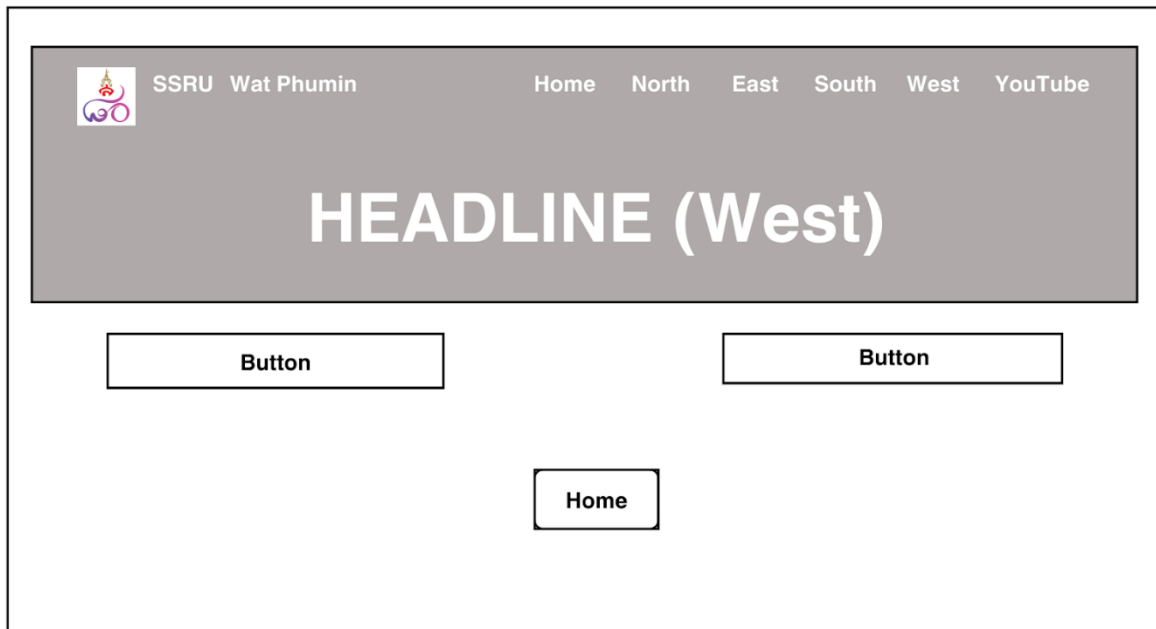 SSRU Wat Phumin Home North East South West YouTube
HEADLINE (West)
Button Button
Home